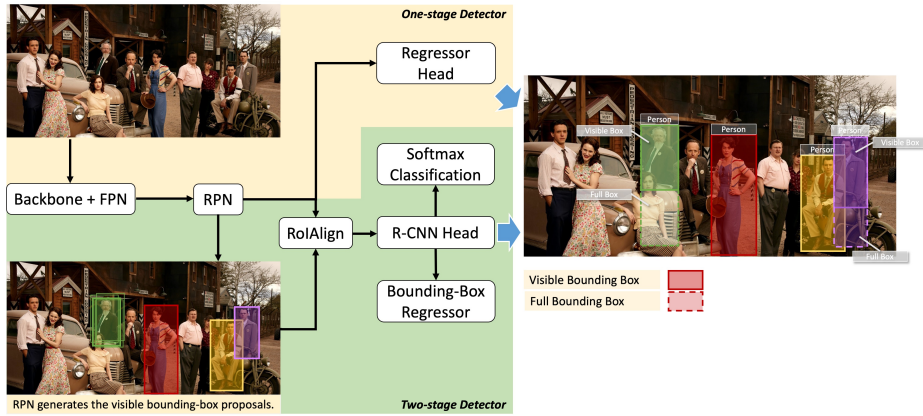 One-stage Detector
Regressor
Head
Backbone + FPN
RPN
Softmax
Classification
RoIAlign
R-CNN Head
Bounding-Box
Regressor
RPN generates the visible bounding-box proposals.
Two-stage Detector
Person
Visible Box
Person
Person
Person
Visible Box
Full Box
Full Box
Visible Bounding Box
Full Bounding Box